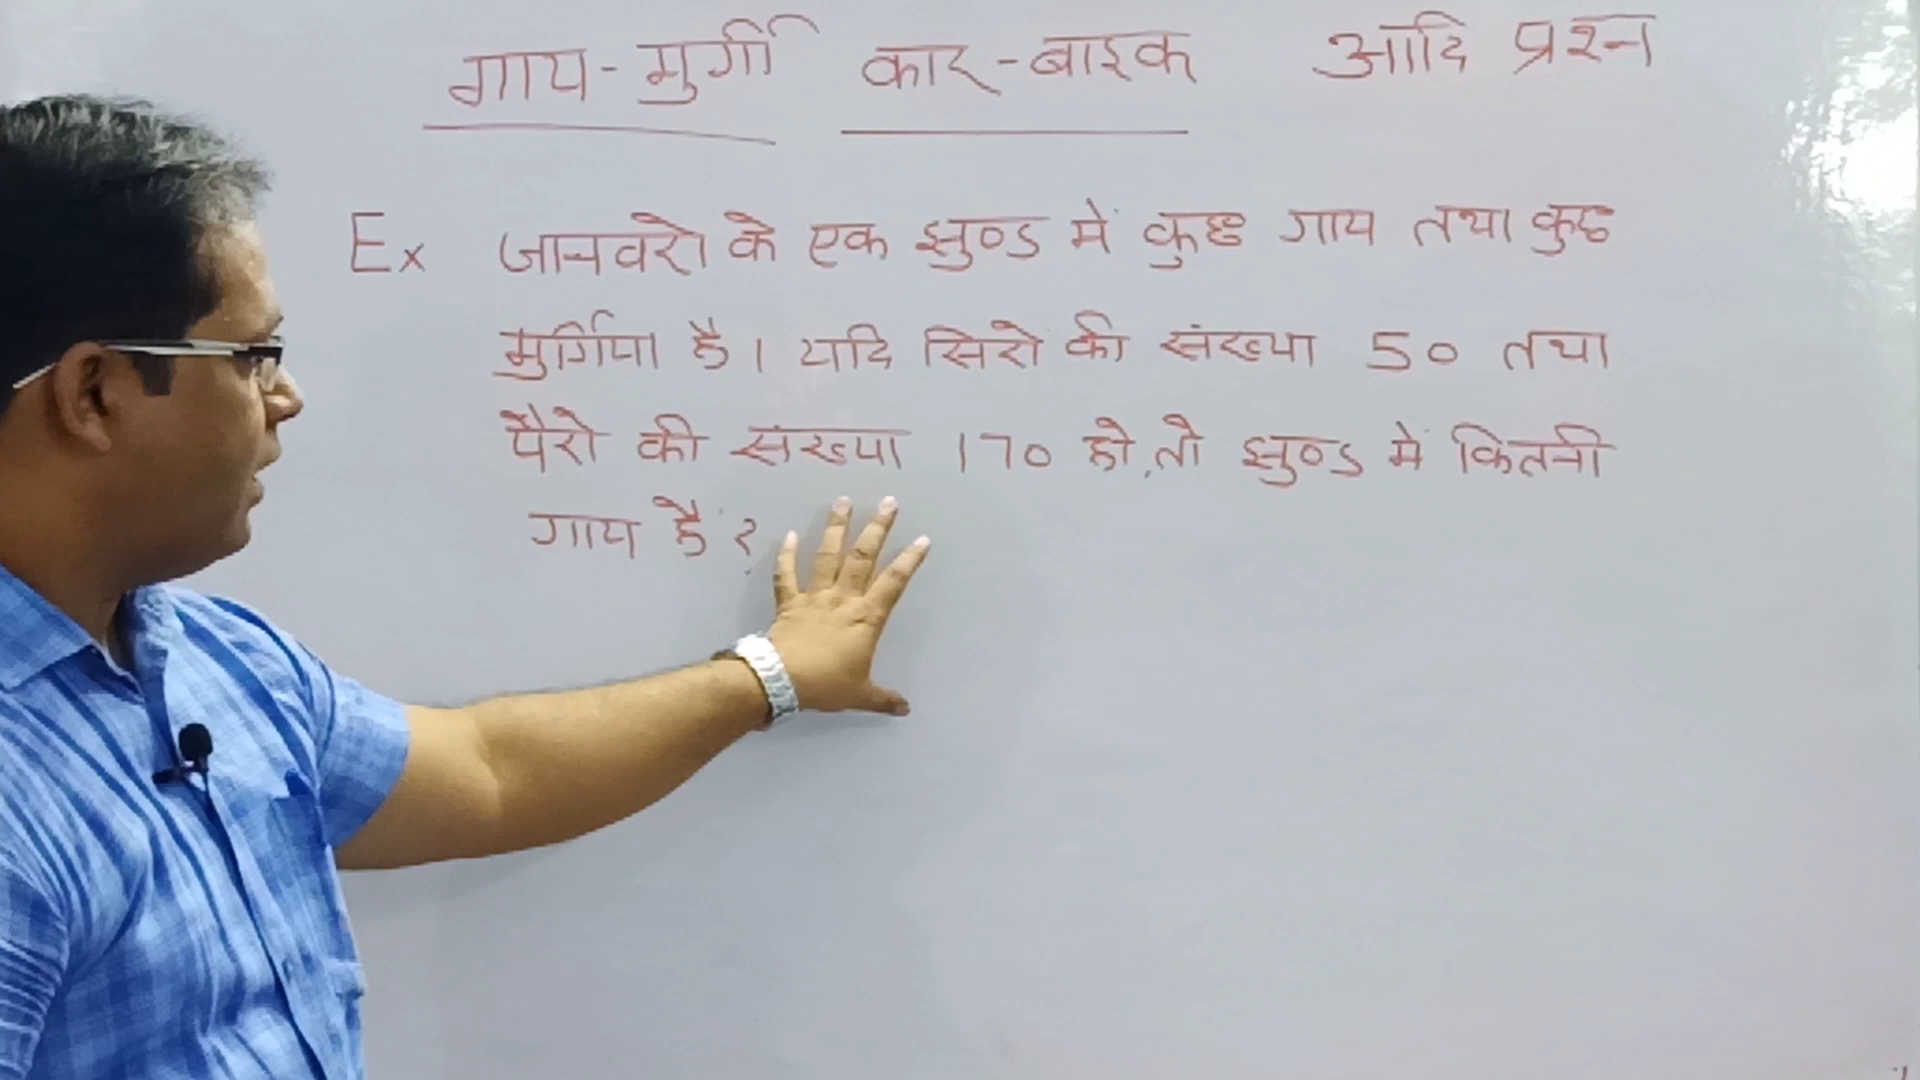 गाय-मुर्गी कार-बाइक आदि प्रश्न
Ex जानवरो के एक झुण्ड में कुछ गाय तथा कुछ
मुर्गिया है। यदि सिरो की संख्या 50 तथा
पैरो की संख्या 170 हो, तो झुण्ड में कितनी
गाय हैं?